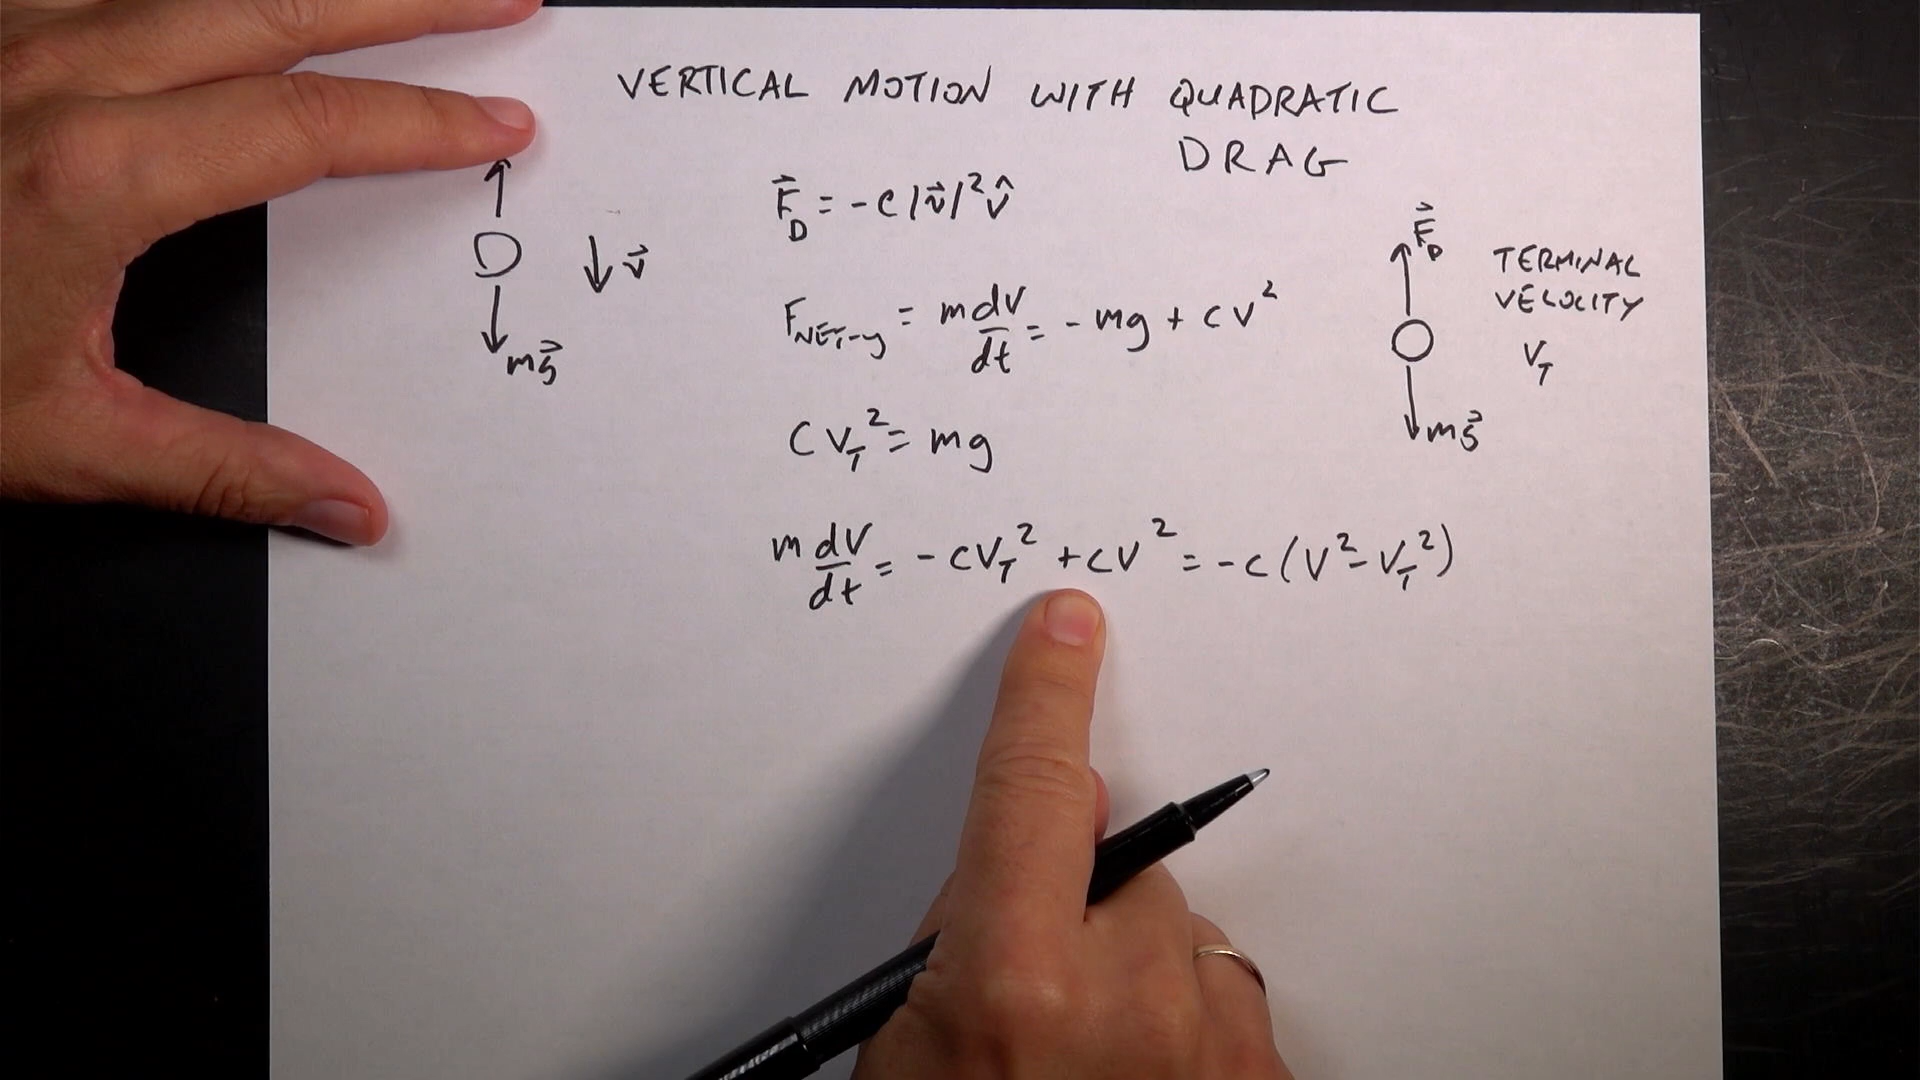 VERTICAL MOTION WITH QUADRATIC
DRAG
F⃗_D = -c|v⃗|² v̂
v⃗
mg⃗
F_NET-y = m dv/dt = -mg + cv²
c v_T² = mg
m dv/dt = -cv_T² + cv² = -c(v² - v_T²)
F⃗_D
TERMINAL
VELOCITY
v_T
mg⃗